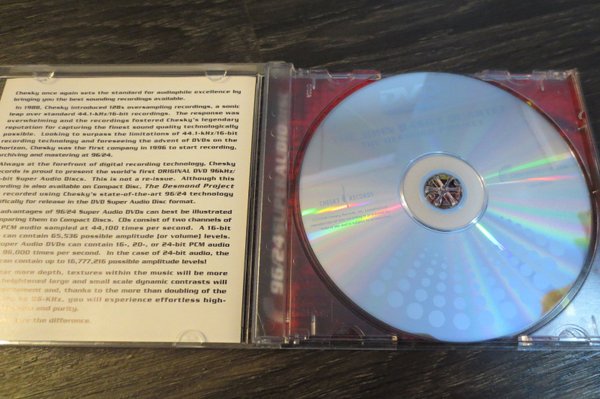 Chesky once again sets the standard for audiophile excellence by
bringing you the best sounding recordings available.
In 1988, Chesky introduced 128x oversampling recordings, a sonic
leap over standard 44.1-kHz/16-bit recordings. The response was
overwhelming and the recordings fostered Chesky's legendary
reputation for capturing the finest sound quality technologically
possible. Looking to surpass the limitations of 44.1-kHz/16-bit
recording technology and foreseeing the advent of DVDs on the
horizon, Chesky was the first company in 1996 to start recording,
archiving and mastering at 96/24.
Always at the forefront of digital recording technology, Chesky
Records is proud to present the world's first ORIGINAL DVD 96kHz/
-bit Super Audio Discs. This is not a re-issue. Although this
recording is also available on Compact Disc, The Desmond Project
recorded using Chesky's state-of-the-art 96/24 technology
specifically for release in the DVD Super Audio Disc format.
advantages of 96/24 Super Audio DVDs can best be illustrated
comparing them to Compact Discs. CDs consist of two channels of
PCM audio sampled at 44,100 times per second. A 16-bit
can contain 65,536 possible amplitude (or volume) levels.
Super Audio DVDs can contain 16-, 20-, or 24-bit PCM audio
96,000 times per second. In the case of 24-bit audio, the
can contain up to 16,777,216 possible amplitude levels!
more depth, textures within the music will be more
heightened large and small scale dynamic contrasts will
and, thanks to the more than doubling of the
to 26-KHz, you will experience effortless high-
and purity.
the difference.
96/24
CHESKY RECORDS